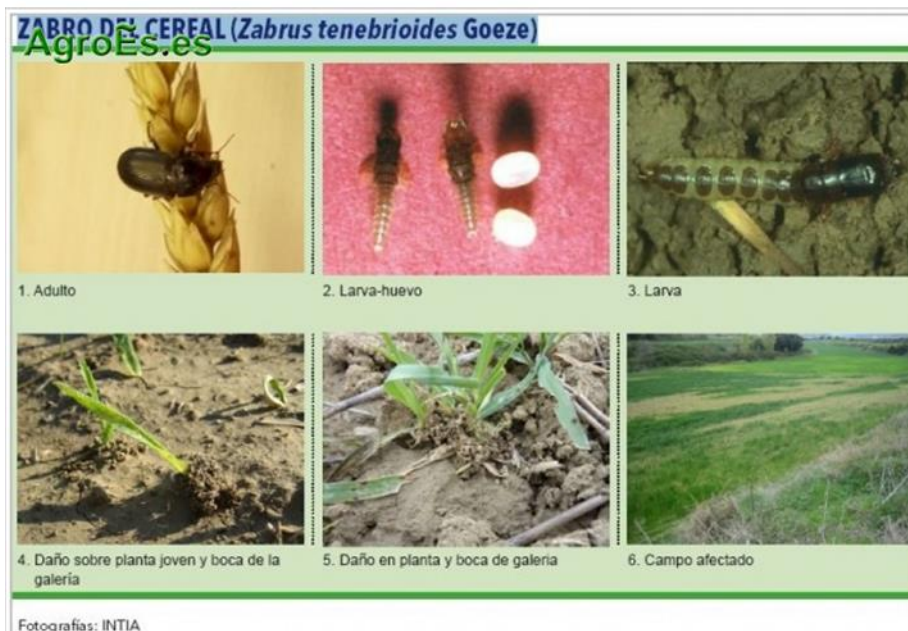 ZABRO DEL CEREAL (Zabrus tenebrioides Goeze)
AgroEs.es
1. Adulto
2. Larva-huevo
3. Larva
4. Daño sobre planta joven y boca de la
galería
5. Daño en planta y boca de galeria
6. Campo afectado
Fotografías: INTIA